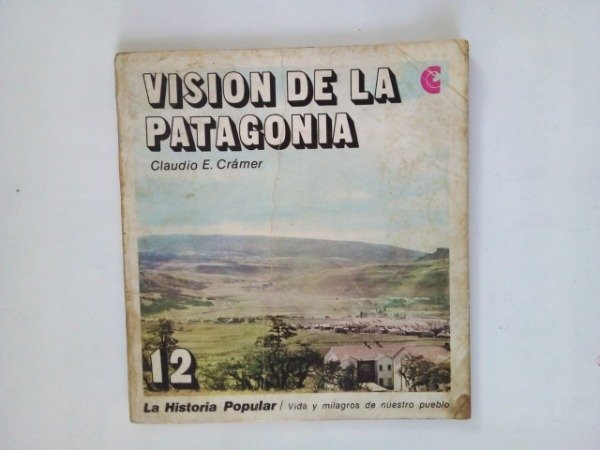 VISION DE LA
PATAGONIA
Claudio E. Crámer
12
La Historia Popular / Vida y milagros de nuestro pueblo